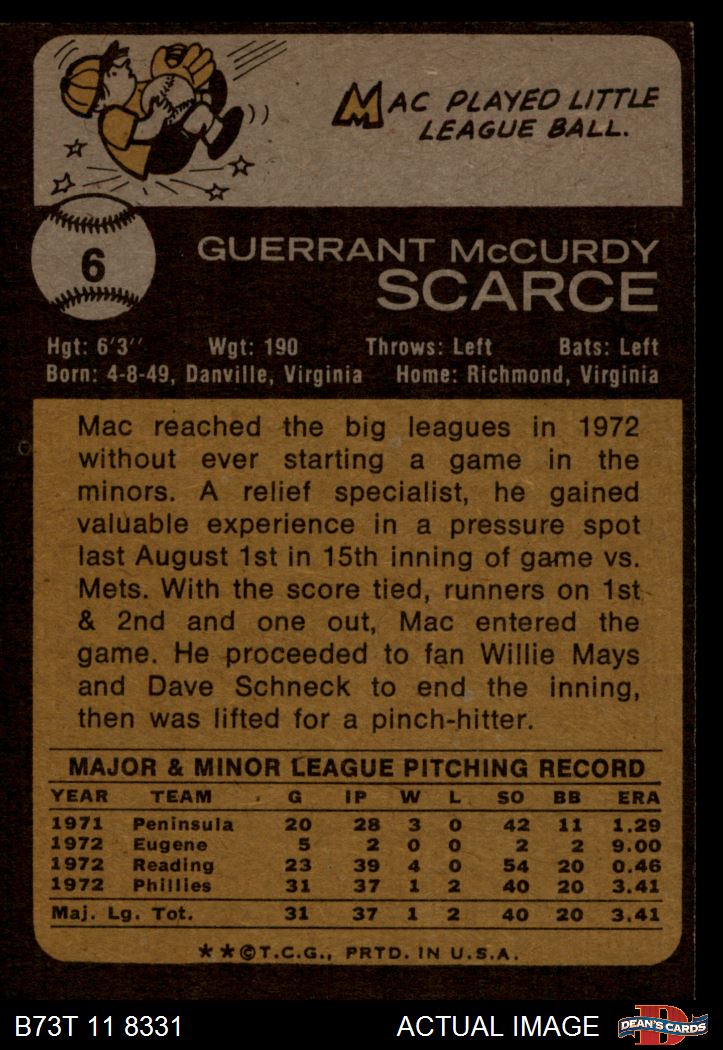 MAC PLAYED LITTLE
LEAGUE BALL.
6
GUERRANT McCURDY
SCARCE
Hgt: 6'3'' Wgt: 190 Throws: Left Bats: Left
Born: 4-8-49, Danville, Virginia Home: Richmond, Virginia
Mac reached the big leagues in 1972
without ever starting a game in the
minors. A relief specialist, he gained
valuable experience in a pressure spot
last August 1st in 15th inning of game vs.
Mets. With the score tied, runners on 1st
& 2nd and one out, Mac entered the
game. He proceeded to fan Willie Mays
and Dave Schneck to end the inning,
then was lifted for a pinch-hitter.
MAJOR & MINOR LEAGUE PITCHING RECORD
YEAR TEAM G IP W L SO BB ERA
1971 Peninsula 20 28 3 0 42 11 1.29
1972 Eugene 5 2 0 0 2 2 9.00
1972 Reading 23 39 4 0 54 20 0.46
1972 Phillies 31 37 1 2 40 20 3.41
Maj. Lg. Tot. 31 37 1 2 40 20 3.41
**©T.C.G., PRTD. IN U.S.A.
B73T 11 8331 ACTUAL IMAGE DEAN'S CARDS